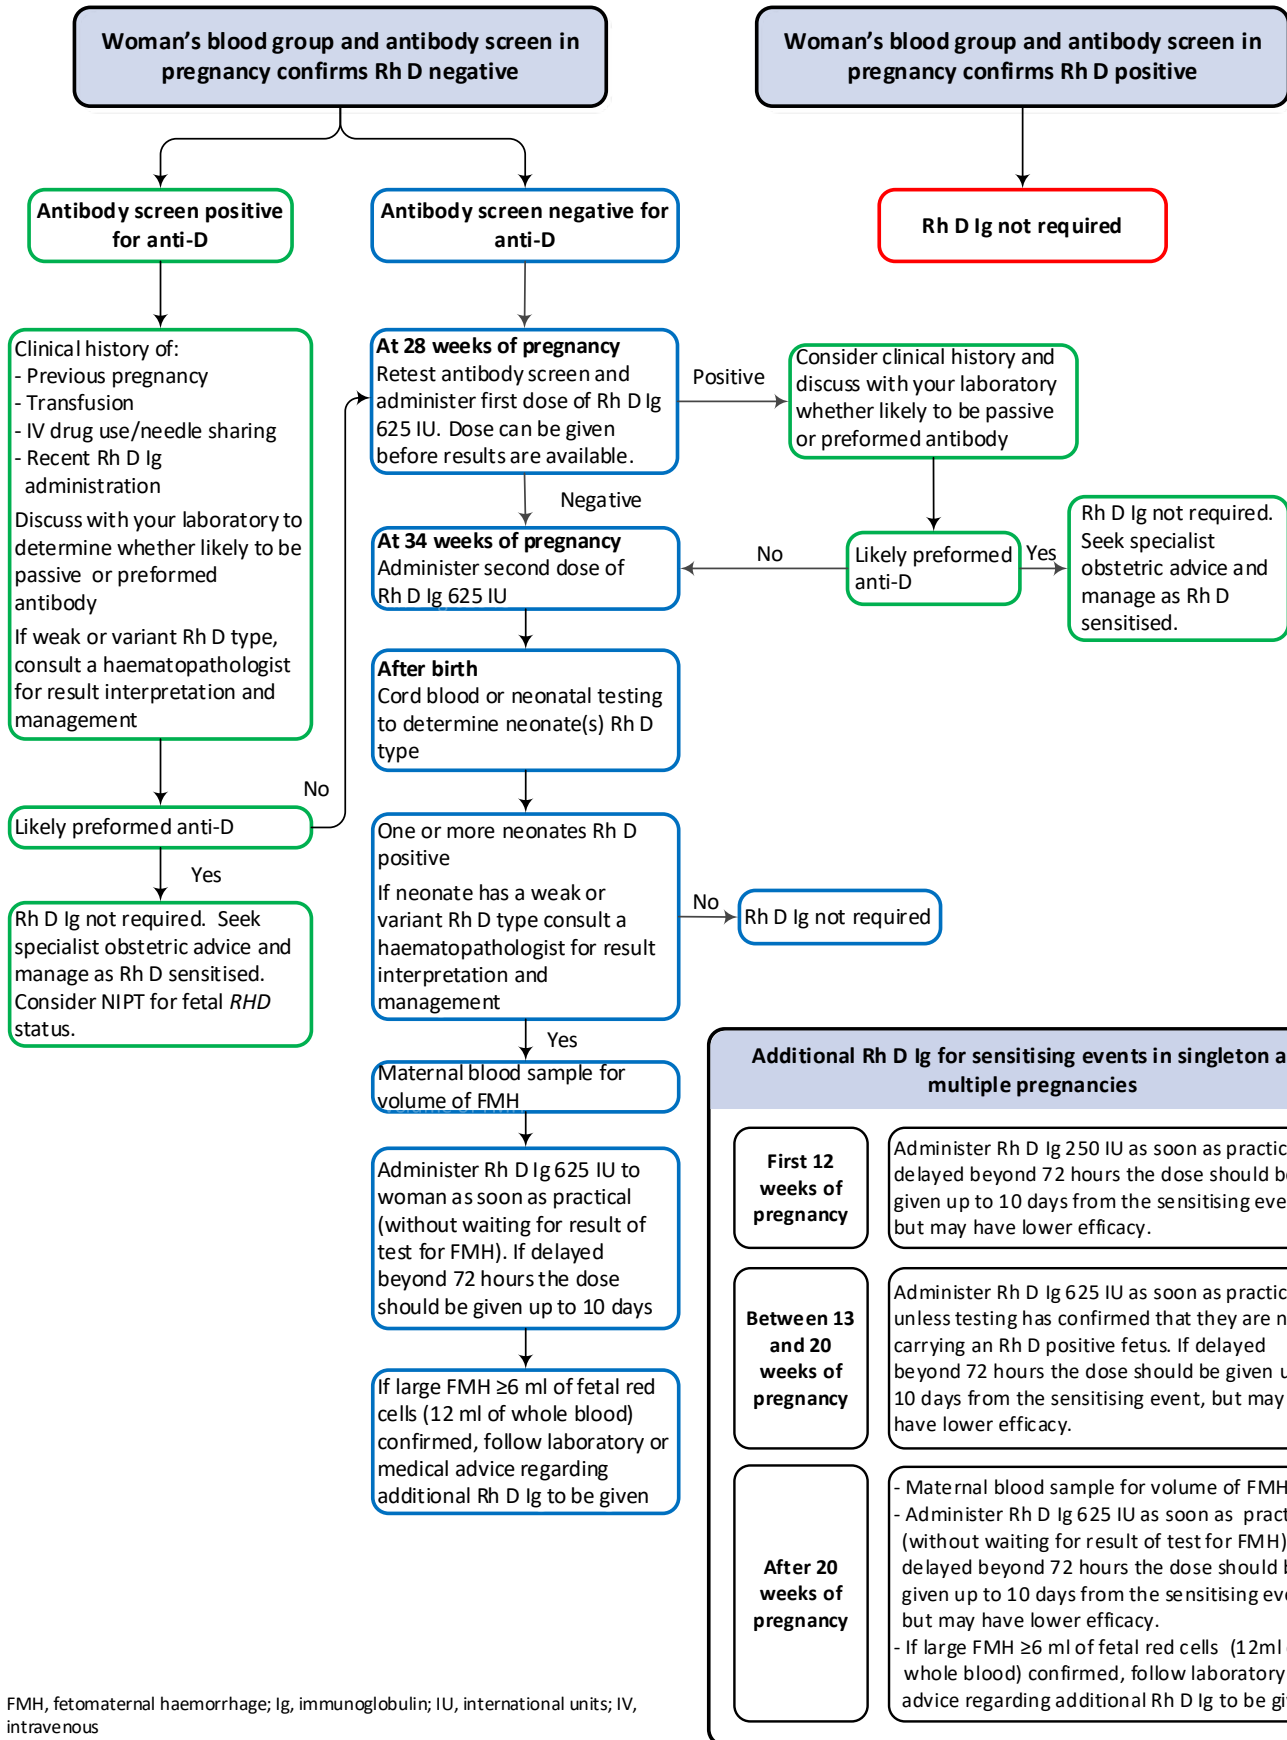 Woman's blood group and antibody screen in
pregnancy confirms Rh D negative
Woman's blood group and antibody screen in
pregnancy confirms Rh D positive
Antibody screen positive
for anti-D
Antibody screen negative for
anti-D
Rh D Ig not required
Clinical history of:
- Previous pregnancy
- Transfusion
- IV drug use/needle sharing
- Recent Rh D Ig
administration
Discuss with your laboratory to
determine whether likely to be
passive or preformed
antibody
If weak or variant Rh D type,
consult a haematopathologist
for result interpretation and
management
At 28 weeks of pregnancy
Retest antibody screen and
administer first dose of Rh D Ig
625 IU. Dose can be given
before results are available.
Positive
Consider clinical history and
discuss with your laboratory
whether likely to be passive
or preformed antibody
Negative
At 34 weeks of pregnancy
Administer second dose of
Rh D Ig 625 IU
No
Likely preformed
anti-D
Yes
Rh D Ig not required.
Seek specialist
obstetric advice and
manage as Rh D
sensitised.
After birth
Cord blood or neonatal testing
to determine neonate(s) Rh D
type
No
Likely preformed anti-D
Yes
Rh D Ig not required. Seek
specialist obstetric advice and
manage as Rh D sensitised.
Consider NIPT for fetal RHD
status.
One or more neonates Rh D
positive
If neonate has a weak or
variant Rh D type consult a
haematopathologist for result
interpretation and
management
No
Rh D Ig not required
Yes
Maternal blood sample for
volume of FMH
Administer Rh D Ig 625 IU to
woman as soon as practical
(without waiting for result of
test for FMH). If delayed
beyond 72 hours the dose
should be given up to 10 days
If large FMH ≥6 ml of fetal red
cells (12 ml of whole blood)
confirmed, follow laboratory or
medical advice regarding
additional Rh D Ig to be given
Additional Rh D Ig for sensitising events in singleton a
multiple pregnancies
First 12
weeks of
pregnancy
Administer Rh D Ig 250 IU as soon as practic
delayed beyond 72 hours the dose should b
given up to 10 days from the sensitising eve
but may have lower efficacy.
Between 13
and 20
weeks of
pregnancy
Administer Rh D Ig 625 IU as soon as practic
unless testing has confirmed that they are n
carrying an Rh D positive fetus. If delayed
beyond 72 hours the dose should be given u
10 days from the sensitising event, but may
have lower efficacy.
After 20
weeks of
pregnancy
- Maternal blood sample for volume of FMH
- Administer Rh D Ig 625 IU as soon as pract
(without waiting for result of test for FMH)
delayed beyond 72 hours the dose should b
given up to 10 days from the sensitising eve
but may have lower efficacy.
- If large FMH ≥6 ml of fetal red cells (12ml
whole blood) confirmed, follow laboratory
advice regarding additional Rh D Ig to be gi
FMH, fetomaternal haemorrhage; Ig, immunoglobulin; IU, international units; IV,
intravenous